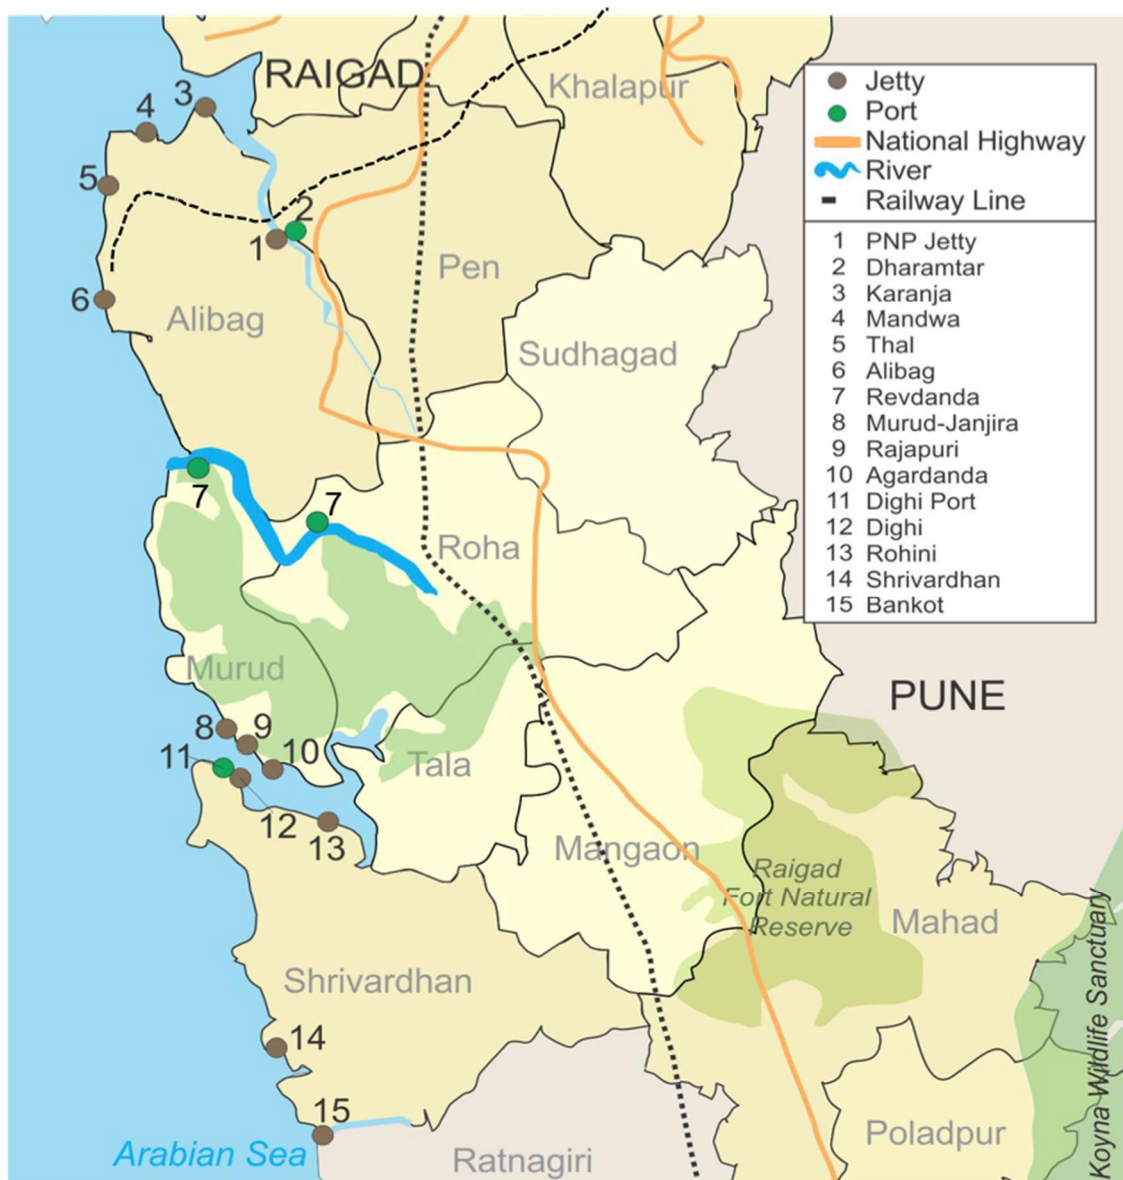 RAIGAD
Khalapur
3
4
5
2
1
Pen
6
Alibag
Sudhagad
7
7
Roha
Murud
8
9
10
11
Tala
12
13
Mangaon
Raigad
Fort Natural
Reserve
Mahad
PUNE
Shrivardhan
14
15
Arabian Sea
Ratnagiri
Poladpur
Koyna Wildlife Sanctuary
Jetty
Port
National Highway
River
Railway Line
1 PNP Jetty
2 Dharamtar
3 Karanja
4 Mandwa
5 Thal
6 Alibag
7 Revdanda
8 Murud-Janjira
9 Rajapuri
10 Agardanda
11 Dighi Port
12 Dighi
13 Rohini
14 Shrivardhan
15 Bankot